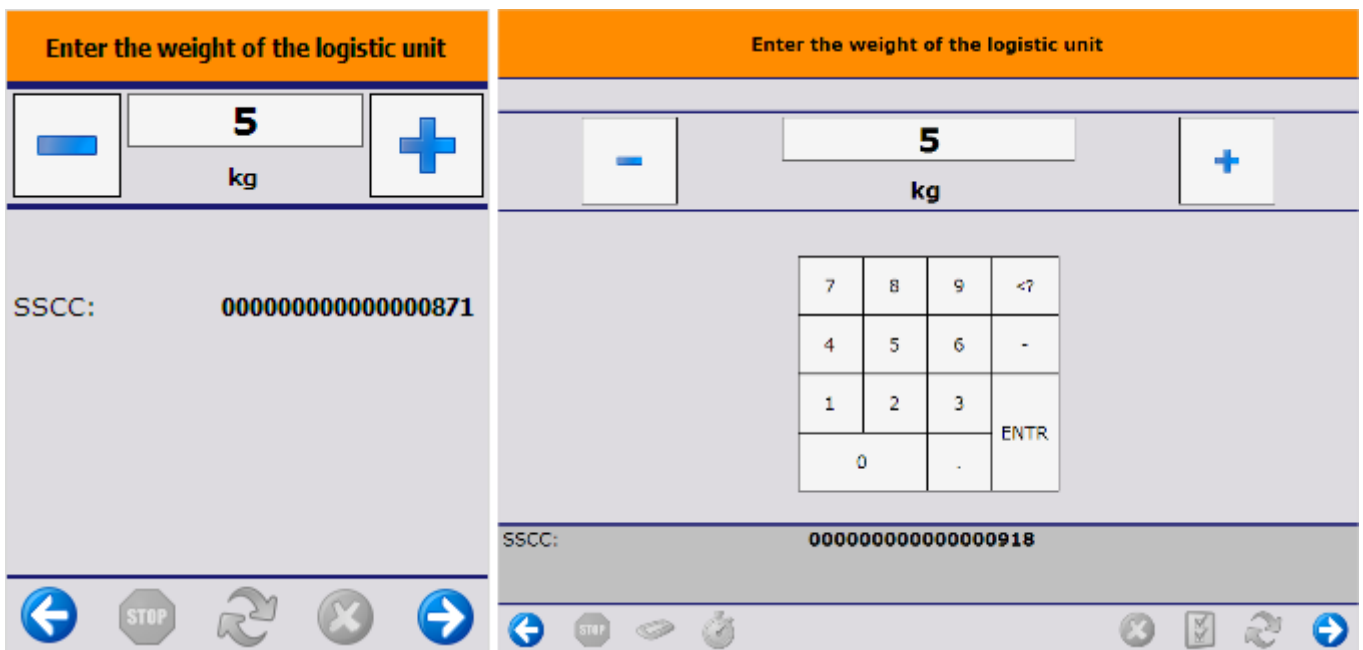 Enter the weight of the logistic unit
5
kg
SSCC: 000000000000000871
STOP
Enter the weight of the logistic unit
5
kg
7 8 9 <?
4 5 6 -
1 2 3
ENTR
0 .
SSCC: 000000000000000918
STOP